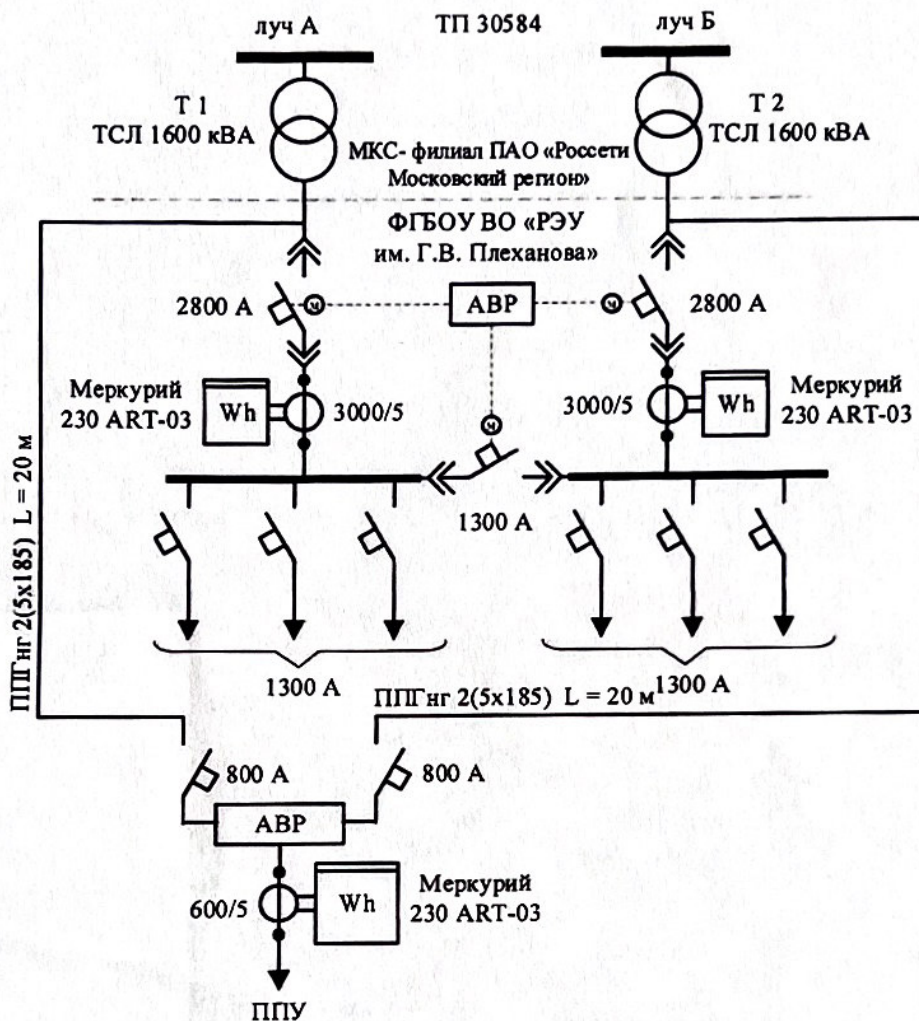 луч А
ТП 30584
луч Б
Т 1
ТСЛ 1600 кВА
Т 2
ТСЛ 1600 кВА
МКС- филиал ПАО «Россети
Московский регион»
ФГБОУ ВО «РЭУ
им. Г.В. Плеханова»
2800 А
м
АВР
м
2800 А
Меркурий
230 ART-03
Wh
3000/5
м
3000/5
Wh
Меркурий
230 ART-03
1300 А
ППГнг 2(5х185) L = 20 м
1300 А
1300 А
ППГнг 2(5х185) L = 20 м
800 А
800 А
АВР
600/5
Wh
Меркурий
230 ART-03
ППУ